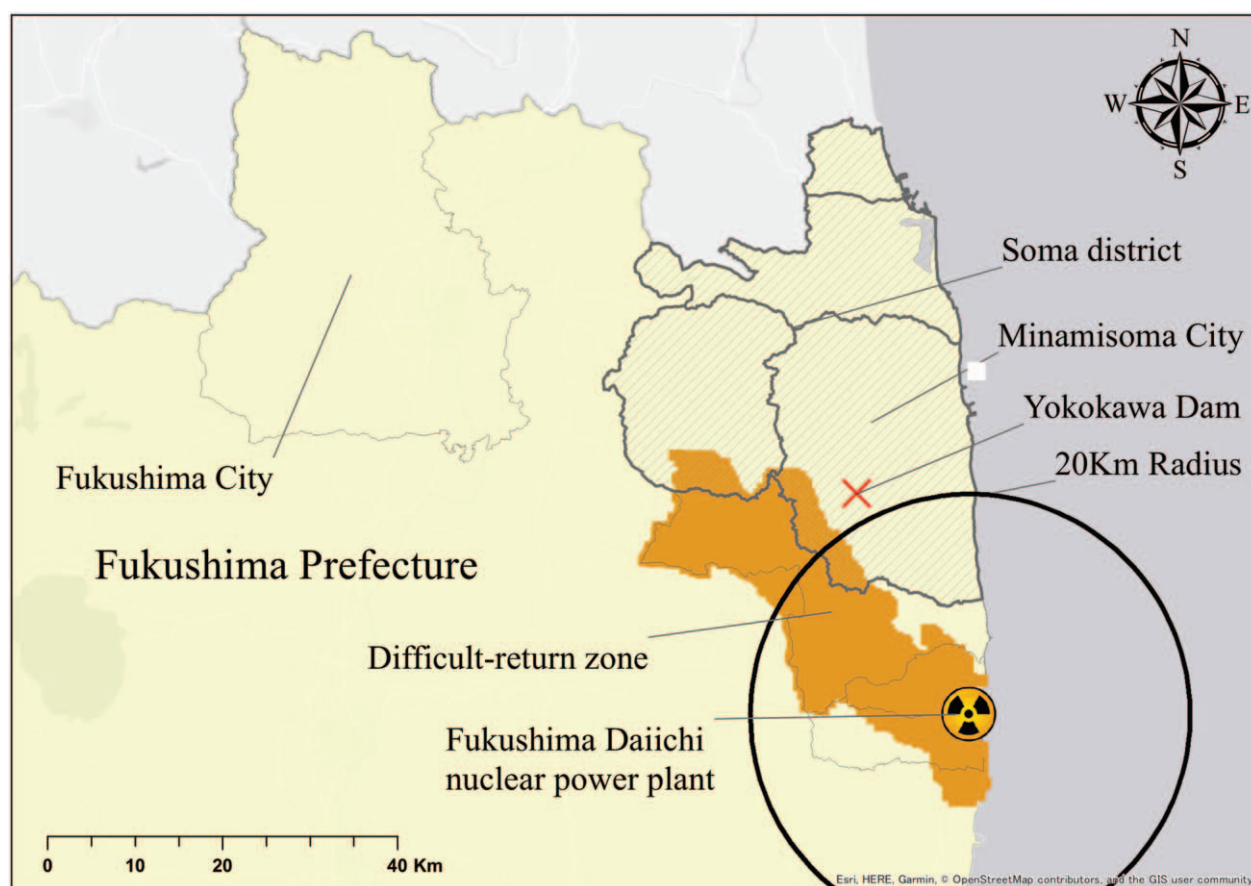 N
W
E
S
Soma district
Minamisoma City
Yokokawa Dam
20Km Radius
Fukushima City
Fukushima Prefecture
Difficult-return zone
Fukushima Daiichi
nuclear power plant
0 10 20 40 Km
Esri, HERE, Garmin, © OpenStreetMap contributors, and the GIS user community